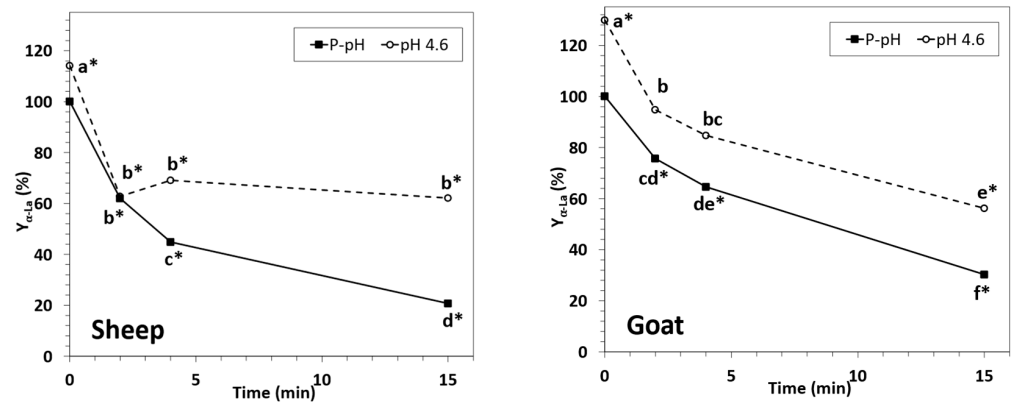 P-pH pH 4.6
120
100
80
60
40
20
0
Yα-La (%)
a*
b*
b*
b*
b*
c*
d*
Sheep
0 5 10 15
Time (min)
P-pH pH 4.6
120
100
80
60
40
20
0
Yα-La (%)
a*
b
bc
cd*
de*
e*
f*
Goat
0 5 10 15
Time (min)